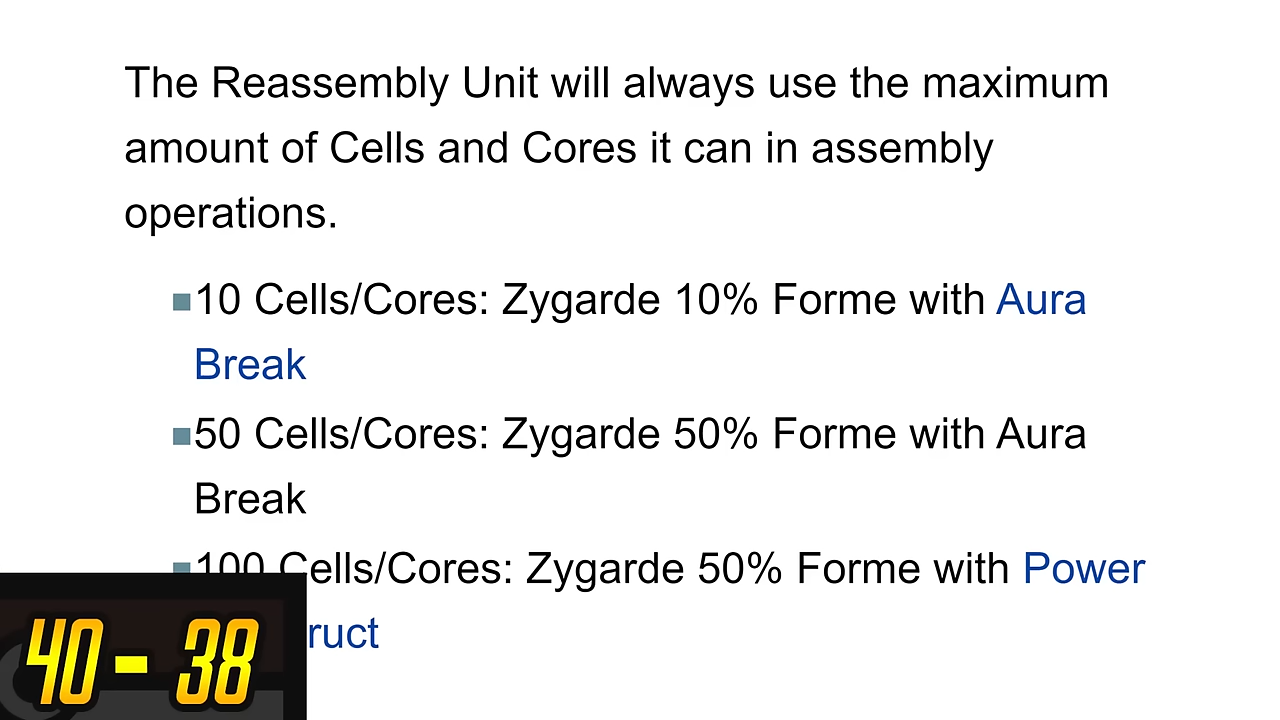 The Reassembly Unit will always use the maximum
amount of Cells and Cores it can in assembly
operations.
10 Cells/Cores: Zygarde 10% Forme with Aura
Break
50 Cells/Cores: Zygarde 50% Forme with Aura
Break
100 Cells/Cores: Zygarde 50% Forme with Power
ruct
40 - 38